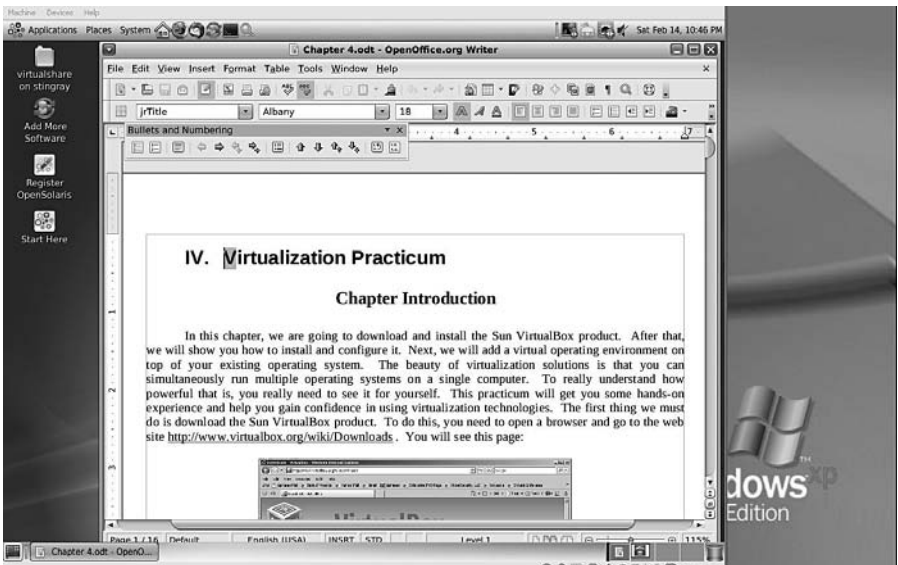 Machine Devices Help
Applications Places System
Sat Feb 14, 10:46 PM
virtualshare
on stingray
Add More
Software
Register
OpenSolaris
Start Here
Chapter 4.odt - OpenOffice.org Writer
File Edit View Insert Format Table Tools Window Help
jrTitle Albany 18
Bullets and Numbering
4 5 6 7
IV. Virtualization Practicum
Chapter Introduction
In this chapter, we are going to download and install the Sun VirtualBox product. After that,
we will show you how to install and configure it. Next, we will add a virtual operating environment on
top of your existing operating system. The beauty of virtualization solutions is that you can
simultaneously run multiple operating systems on a single computer. To really understand how
powerful that is, you really need to see it for yourself. This practicum will get you some hands-on
experience and help you gain confidence in using virtualization technologies. The first thing we must
do is download the Sun VirtualBox product. To do this, you need to open a browser and go to the web
site http://www.virtualbox.org/wiki/Downloads . You will see this page:
VirtualBox
Page 1 / 16 Default English (USA) INSRT STD Level 1 115%
Chapter 4.odt - OpenO...
dows xp
TM
Edition